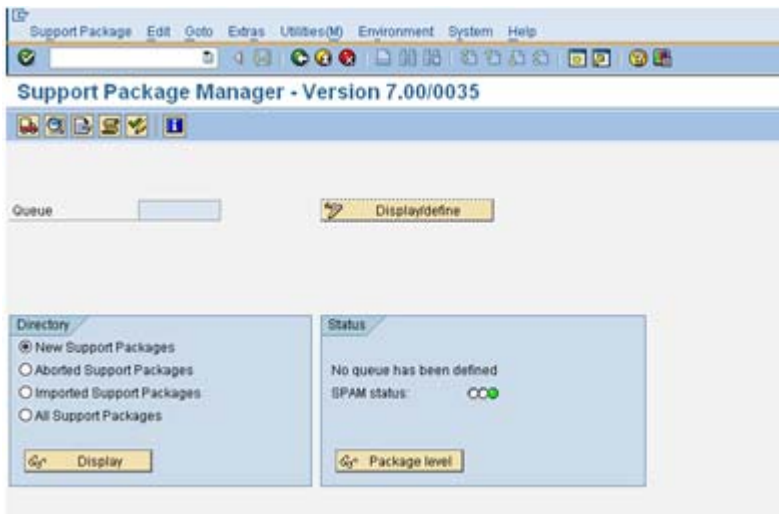 Support Package Edit Goto Extras Utilities(M) Environment System Help
Support Package Manager - Version 7.00/0035
Queue
Display/define
Directory
New Support Packages
Aborted Support Packages
Imported Support Packages
All Support Packages
Display
Status
No queue has been defined
SPAM status:
Package level